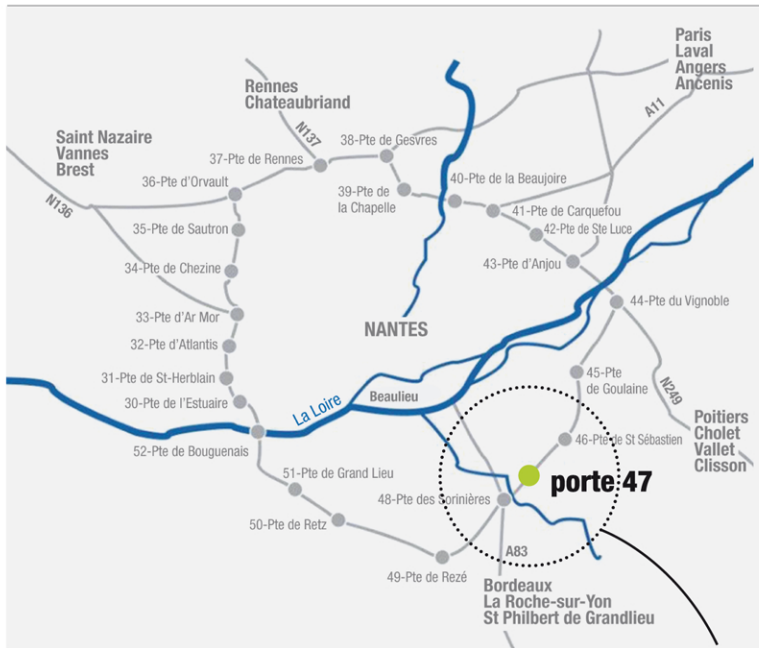 Paris
Laval
Angers
Ancenis
A11
Rennes
Chateaubriand
N137
Saint Nazaire
Vannes
Brest
N136
38-Pte de Gesvres
37-Pte de Rennes
36-Pte d'Orvault
39-Pte de
la Chapelle
40-Pte de la Beaujoire
41-Pte de Carquefou
42-Pte de Ste Luce
43-Pte d'Anjou
35-Pte de Sautron
34-Pte de Chezine
33-Pte d'Ar Mor
32-Pte d'Atlantis
31-Pte de St-Herblain
30-Pte de l'Estuaire
NANTES
44-Pte du Vignoble
45-Pte
de Goulaine
N249
La Loire
Beaulieu
Poitiers
Cholet
Vallet
Clisson
46-Pte de St Sébastien
52-Pte de Bouguenais
51-Pte de Grand Lieu
porte 47
48-Pte des Sorinières
50-Pte de Retz
49-Pte de Rezé
A83
Bordeaux
La Roche-sur-Yon
St Philbert de Grandlieu